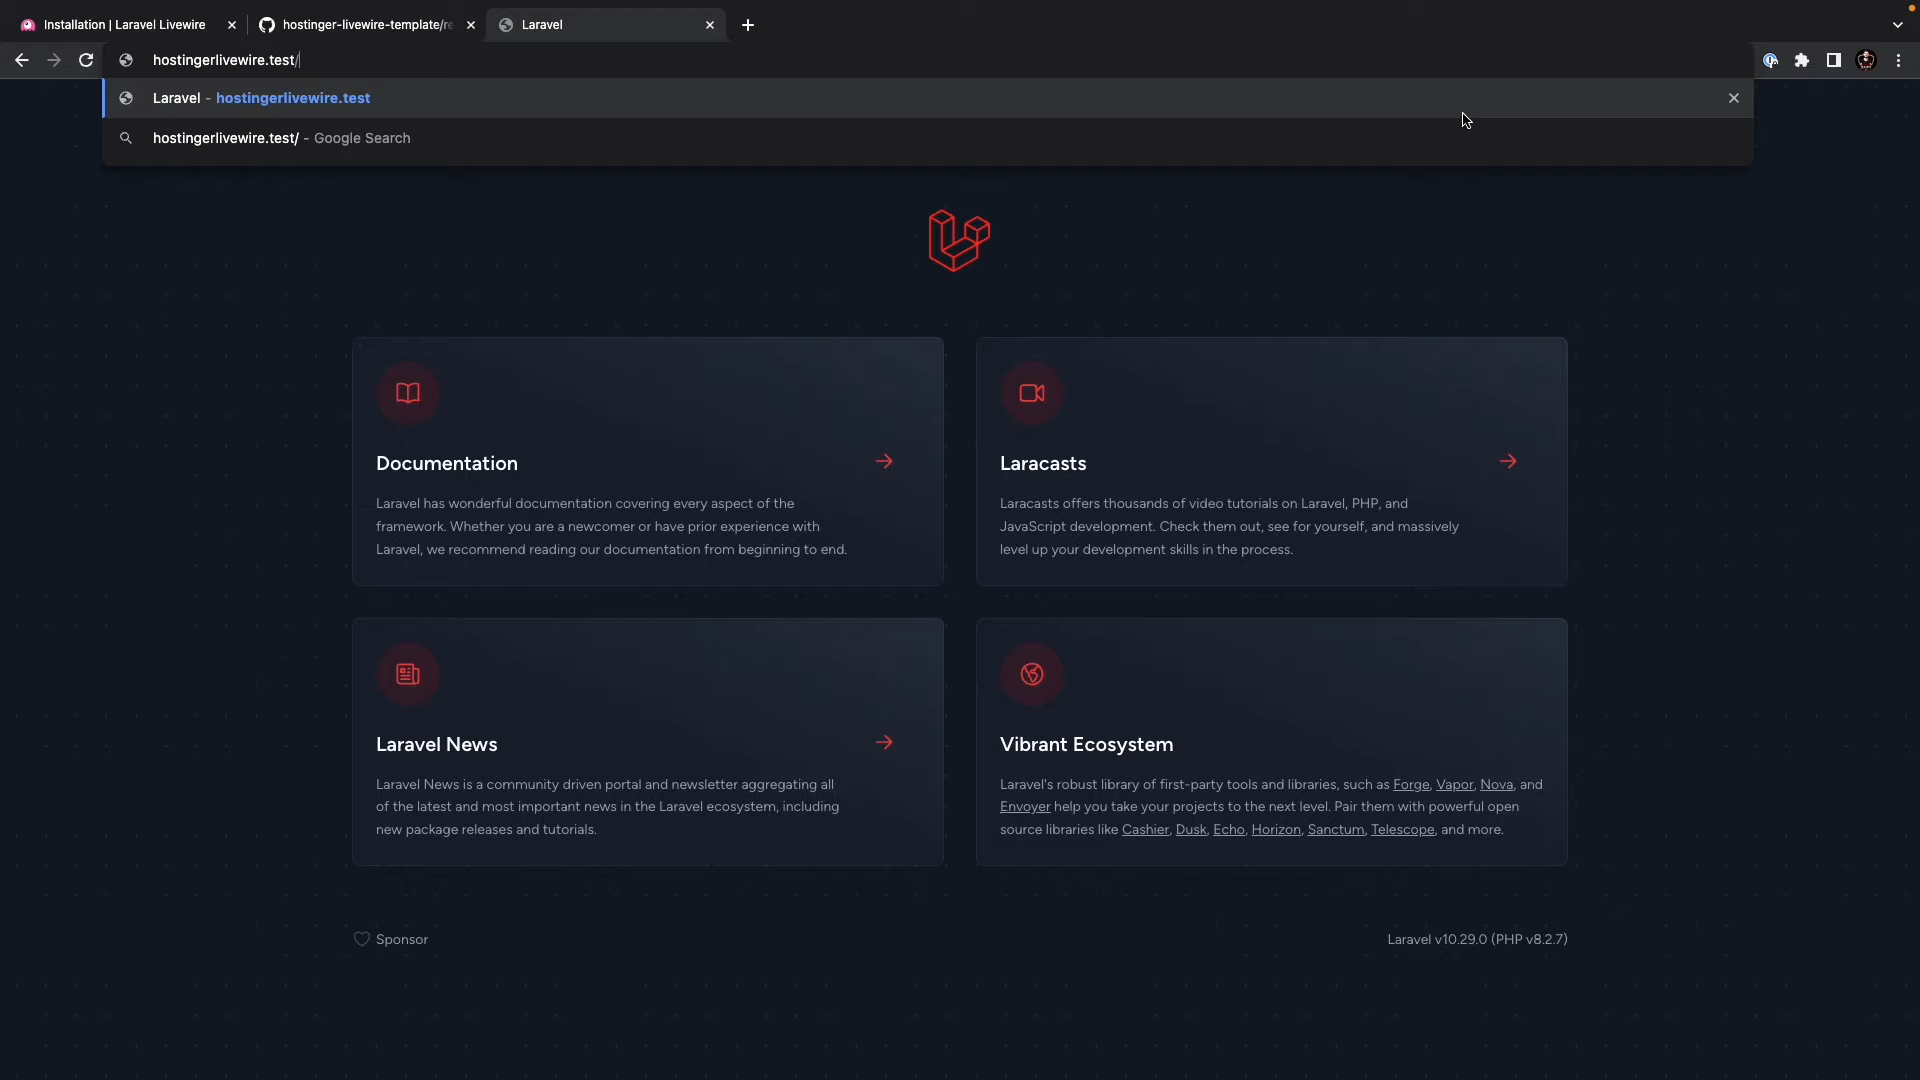 Installation | Laravel Livewire
hostinger-livewire-template/re
Laravel
hostingerlivewire.test/
Laravel - hostingerlivewire.test
hostingerlivewire.test/ - Google Search
Documentation
Laravel has wonderful documentation covering every aspect of the
framework. Whether you are a newcomer or have prior experience with
Laravel, we recommend reading our documentation from beginning to end.
Laracasts
Laracasts offers thousands of video tutorials on Laravel, PHP, and
JavaScript development. Check them out, see for yourself, and massively
level up your development skills in the process.
Laravel News
Laravel News is a community driven portal and newsletter aggregating all
of the latest and most important news in the Laravel ecosystem, including
new package releases and tutorials.
Vibrant Ecosystem
Laravel's robust library of first-party tools and libraries, such as Forge, Vapor, Nova, and
Envoyer help you take your projects to the next level. Pair them with powerful open
source libraries like Cashier, Dusk, Echo, Horizon, Sanctum, Telescope, and more.
Sponsor
Laravel v10.29.0 (PHP v8.2.7)